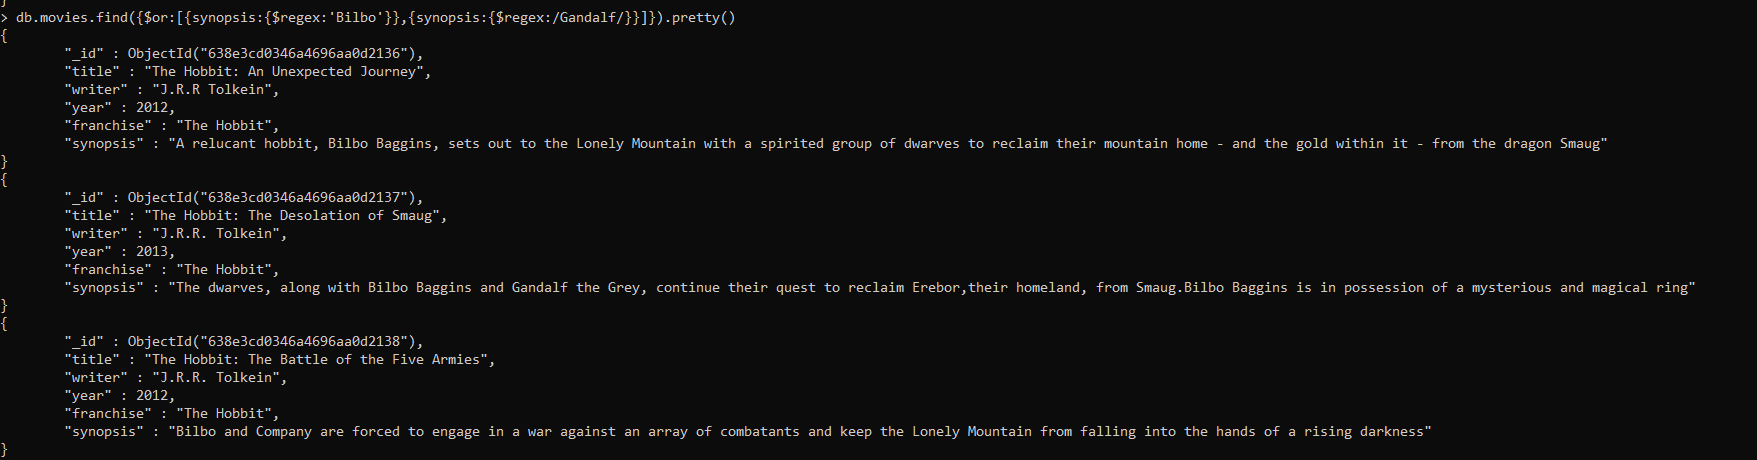 }
> db.movies.find({$or:[{synopsis:{$regex:'Bilbo'}},{synopsis:{$regex:/Gandalf/}}]}).pretty()
{
        "_id" : ObjectId("638e3cd0346a4696aa0d2136"),
        "title" : "The Hobbit: An Unexpected Journey",
        "writer" : "J.R.R Tolkein",
        "year" : 2012,
        "franchise" : "The Hobbit",
        "synopsis" : "A relucant hobbit, Bilbo Baggins, sets out to the Lonely Mountain with a spirited group of dwarves to reclaim their mountain home - and the gold within it - from the dragon Smaug"
}
{
        "_id" : ObjectId("638e3cd0346a4696aa0d2137"),
        "title" : "The Hobbit: The Desolation of Smaug",
        "writer" : "J.R.R. Tolkein",
        "year" : 2013,
        "franchise" : "The Hobbit",
        "synopsis" : "The dwarves, along with Bilbo Baggins and Gandalf the Grey, continue their quest to reclaim Erebor,their homeland, from Smaug.Bilbo Baggins is in possession of a mysterious and magical ring"
}
{
        "_id" : ObjectId("638e3cd0346a4696aa0d2138"),
        "title" : "The Hobbit: The Battle of the Five Armies",
        "writer" : "J.R.R. Tolkein",
        "year" : 2012,
        "franchise" : "The Hobbit",
        "synopsis" : "Bilbo and Company are forced to engage in a war against an array of combatants and keep the Lonely Mountain from falling into the hands of a rising darkness"
}